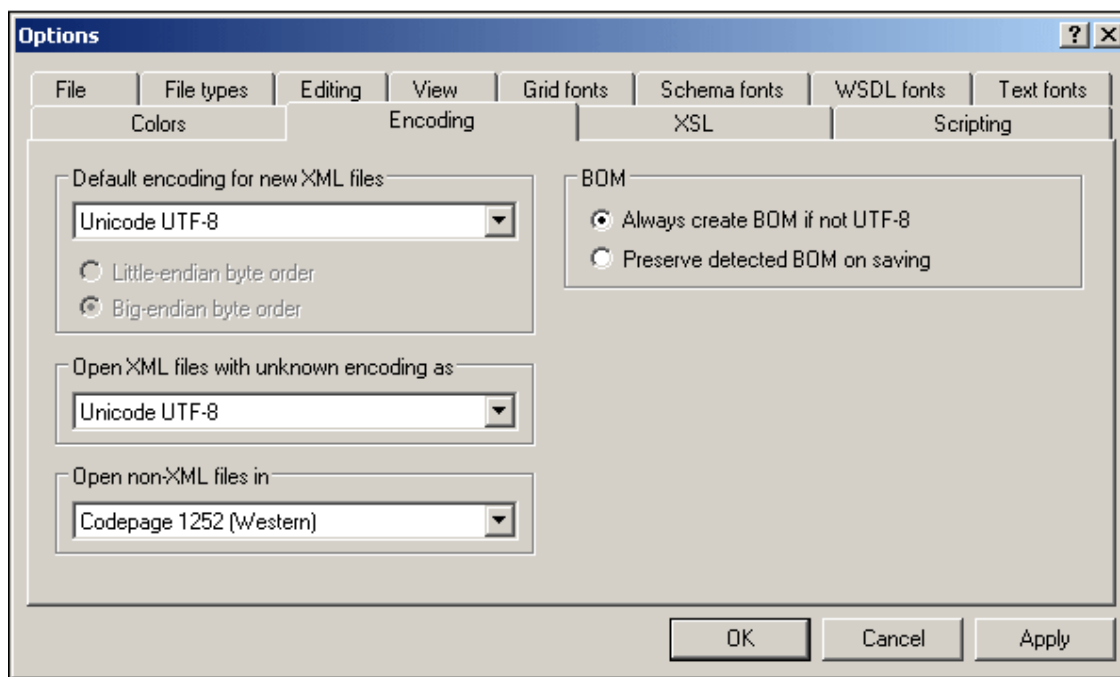 Options
File File types Editing View Grid fonts Schema fonts WSDL fonts Text fonts
Colors Encoding XSL Scripting
Default encoding for new XML files
Unicode UTF-8
Little-endian byte order
Big-endian byte order
BOM
Always create BOM if not UTF-8
Preserve detected BOM on saving
Open XML files with unknown encoding as
Unicode UTF-8
Open non-XML files in
Codepage 1252 (Western)
OK Cancel Apply